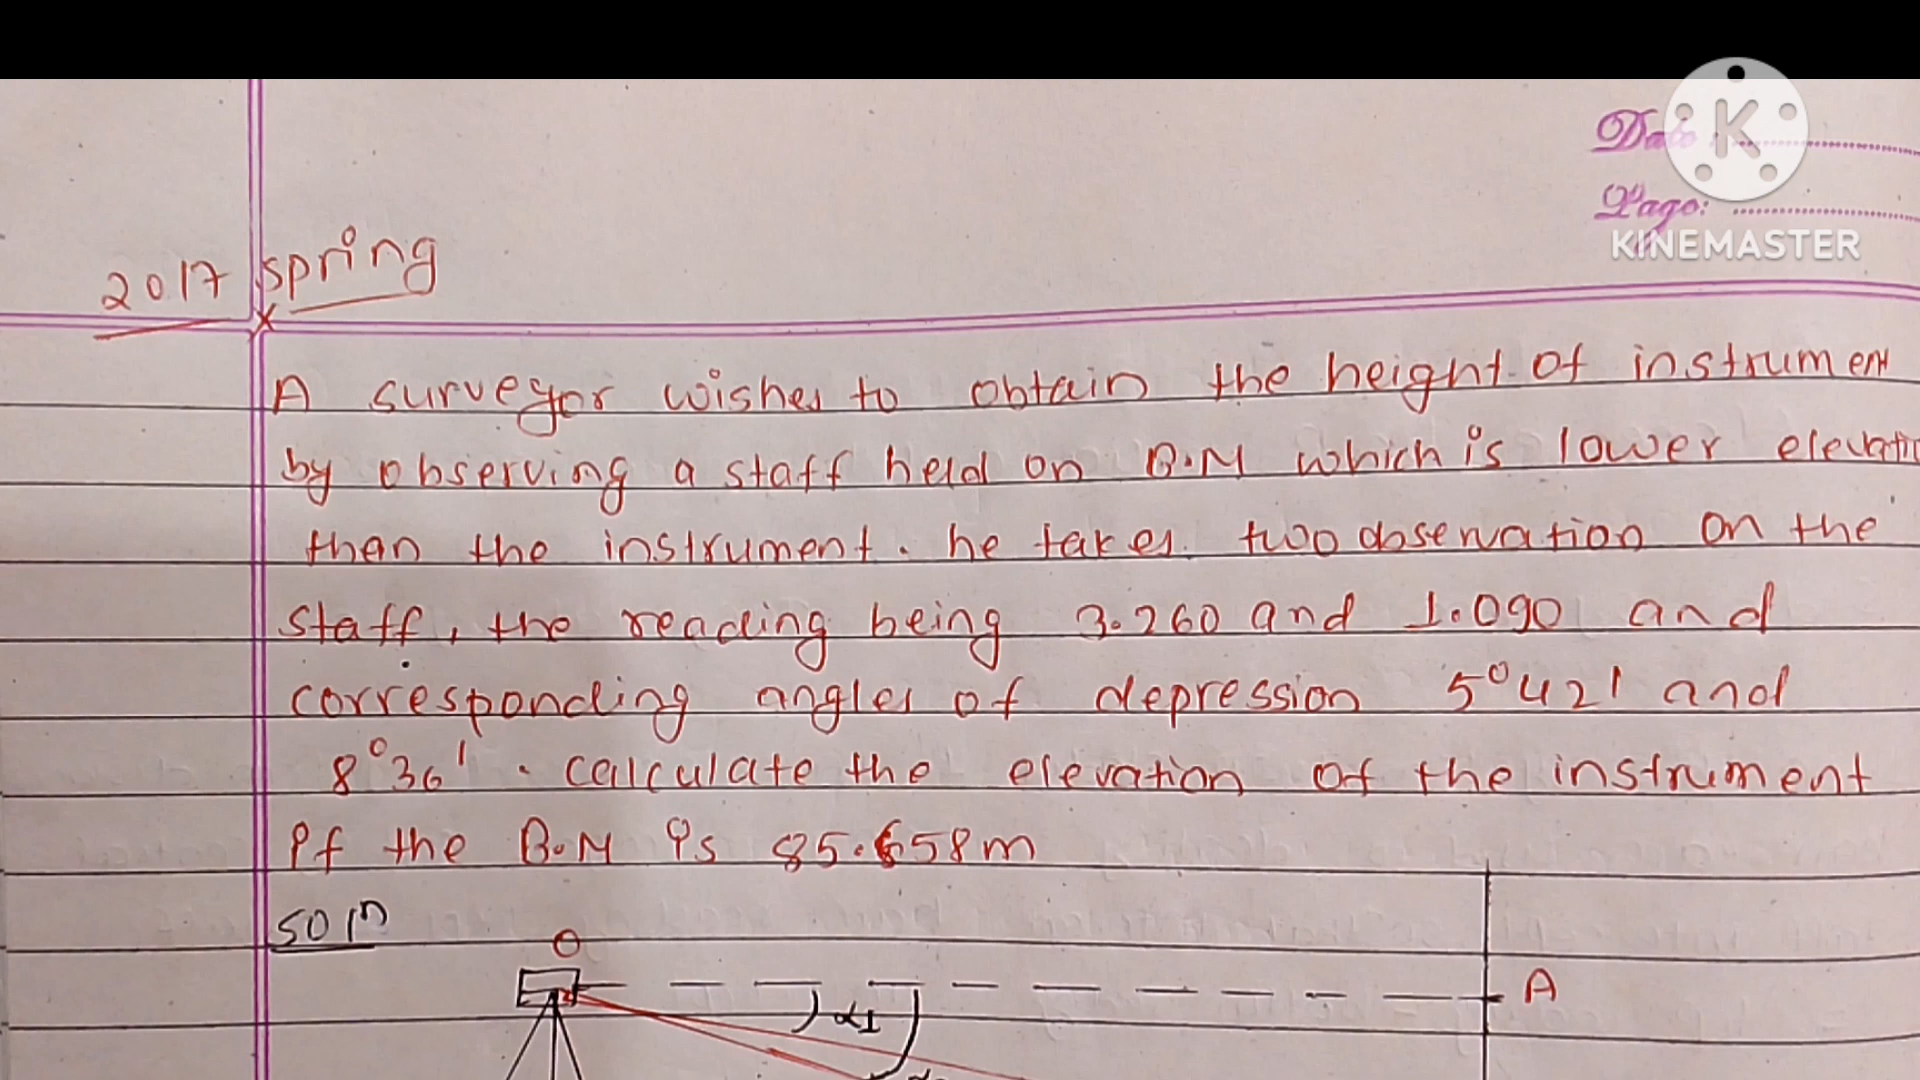 Date
Page:
KINEMASTER
2017 spring
A surveyor wishes to obtain the height of instrument
by observing a staff held on B.M which is lower elevatio
than the instrument. he takes two observation on the
staff, the reading being 3.260 and 1.090 and
corresponding angles of depression 5°42' and
8°36'. calculate the elevation of the instrument
if the B.M is 85.658m
solⁿ
O
A
α1